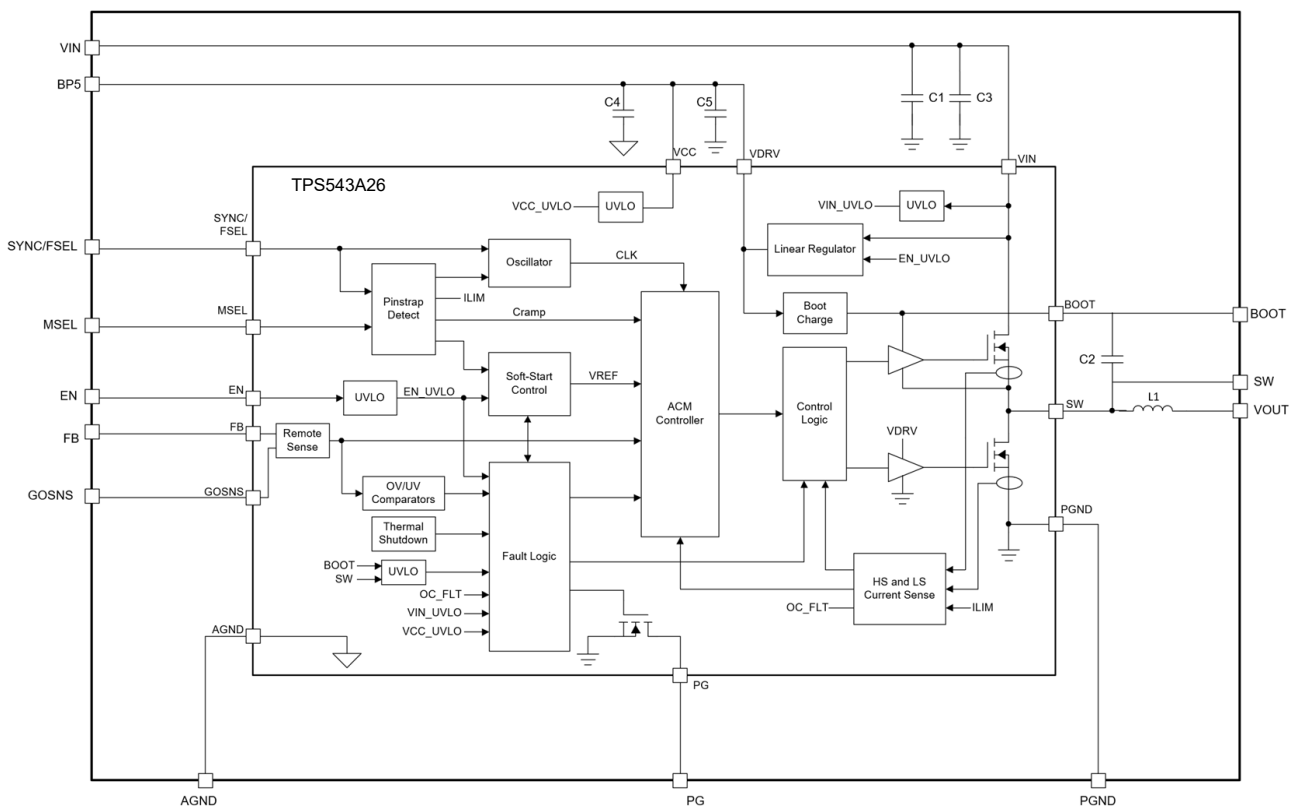 VIN
BP5
C4
C5
C1
C3
VCC
VDRV
VIN
TPS543A26
VCC_UVLO
UVLO
VIN_UVLO
UVLO
SYNC/FSEL
SYNC/
FSEL
Oscillator
CLK
Linear Regulator
EN_UVLO
Pinstrap
Detect
ILIM
Cramp
MSEL
MSEL
Boot
Charge
BOOT
BOOT
C2
SW
L1
VOUT
SW
EN
EN
UVLO
EN_UVLO
Soft-Start
Control
VREF
ACM
Controller
Control
Logic
VDRV
FB
FB
Remote
Sense
GOSNS
GOSNS
OV/UV
Comparators
Thermal
Shutdown
BOOT
SW
UVLO
OC_FLT
VIN_UVLO
VCC_UVLO
Fault Logic
PGND
HS and LS
Current Sense
OC_FLT
ILIM
AGND
PG
AGND
PG
PGND